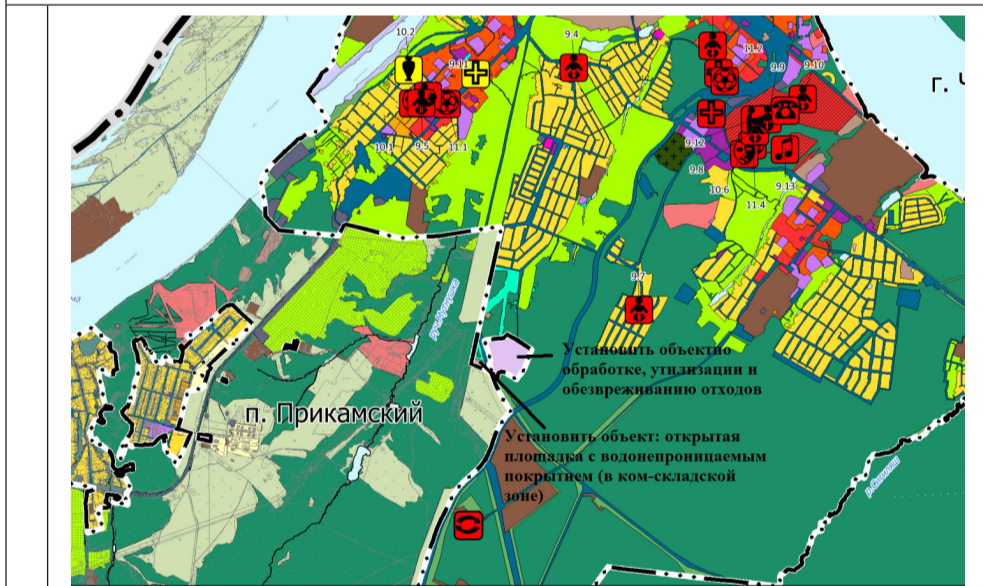 10.2
9.4
9.11
11.2
9.9
9.10
г. Ч
9.12
10.1
9.5
11.1
9.8
10.6
9.13
11.4
9.7
Установить объектпо
обработке, утилизации и
обезвреживанию отходов
п. Прикамский
Установить объект: открытая
площадка с водонепроницаемым
покрытием (в ком-складской
зоне)